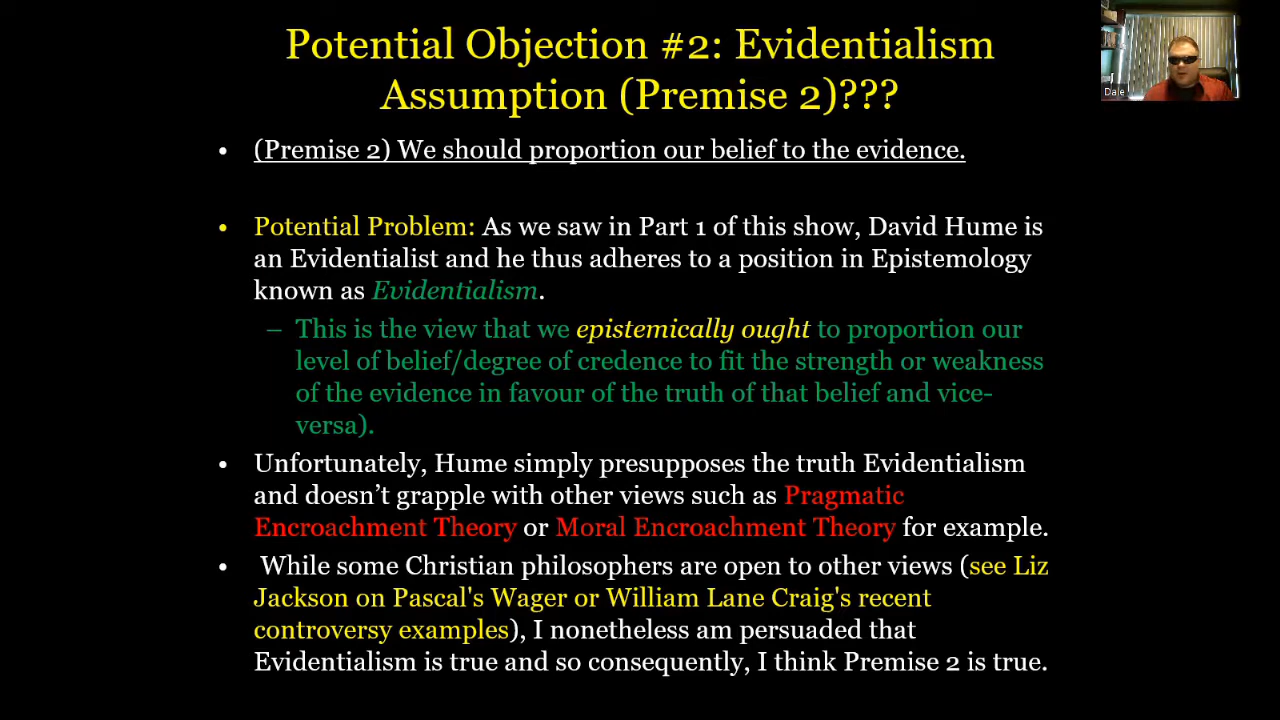 Potential Objection #2: Evidentialism
Assumption (Premise 2)???
• (Premise 2) We should proportion our belief to the evidence.
• Potential Problem: As we saw in Part 1 of this show, David Hume is
an Evidentialist and he thus adheres to a position in Epistemology
known as Evidentialism.
– This is the view that we epistemically ought to proportion our
level of belief/degree of credence to fit the strength or weakness
of the evidence in favour of the truth of that belief and vice-
versa).
• Unfortunately, Hume simply presupposes the truth Evidentialism
and doesn't grapple with other views such as Pragmatic
Encroachment Theory or Moral Encroachment Theory for example.
• While some Christian philosophers are open to other views (see Liz
Jackson on Pascal's Wager or William Lane Craig's recent
controversy examples), I nonetheless am persuaded that
Evidentialism is true and so consequently, I think Premise 2 is true.
Dale